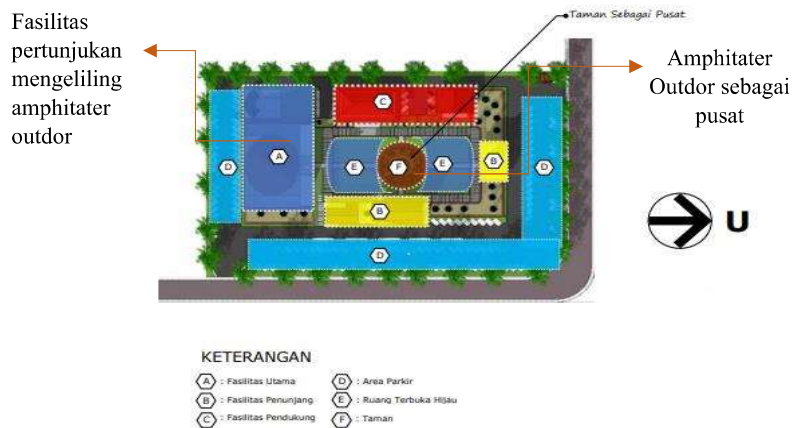 Fasilitas
pertunjukan
mengeliling
amphitater
outdor
Taman Sebagai Pusat
Amphitater
Outdor sebagai
pusat
C
A
D
E
F
E
B
D
B
D
U
KETERANGAN
A : Fasilitas Utama
B : Fasilitas Penunjang
C : Fasilitas Pendukung
D : Area Parkir
E : Ruang Terbuka Hijau
F : Taman